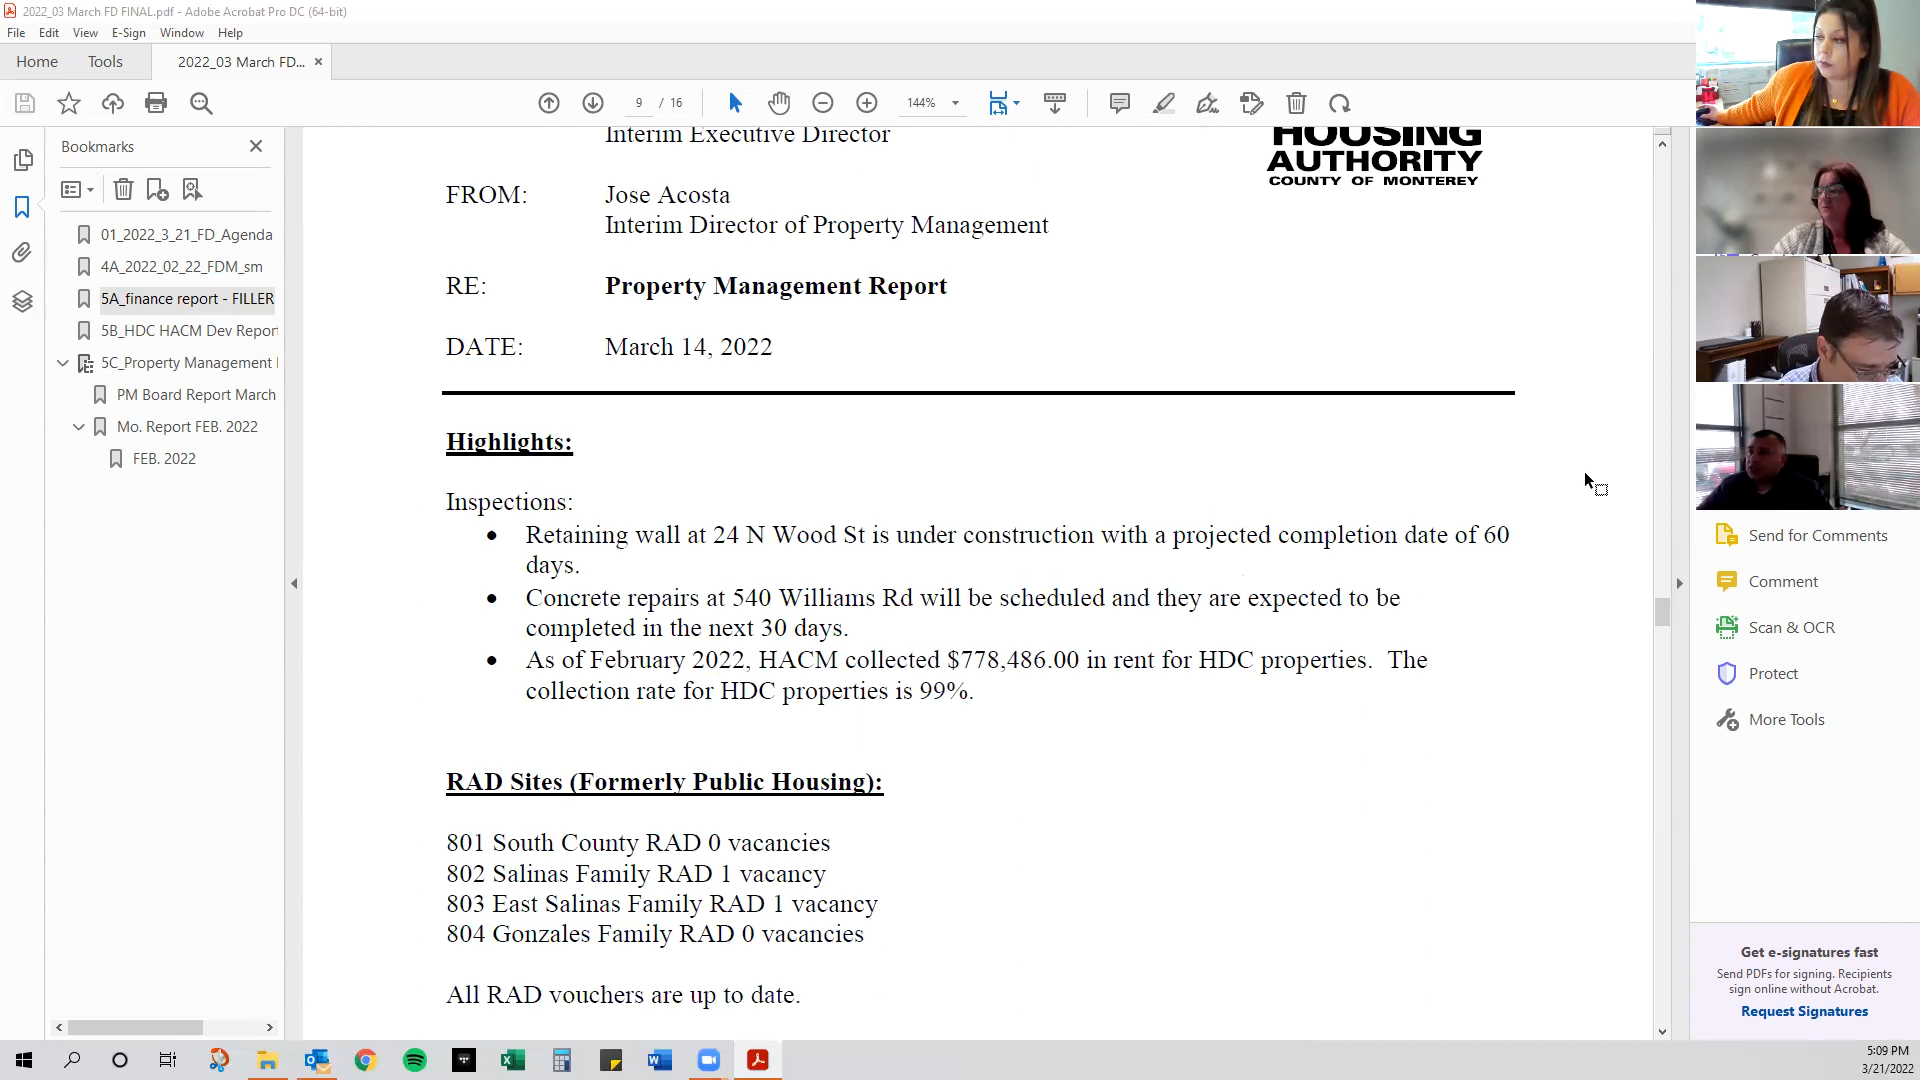 2022_03 March FD FINAL.pdf - Adobe Acrobat Pro DC (64-bit)
File Edit View E-Sign Window Help
Home Tools 2022_03 March FD... ×
9 / 16 144%
Bookmarks
01_2022_3_21_FD_Agenda
4A_2022_02_22_FDM_sm
5A_finance report - FILLER
5B_HDC HACM Dev Report
5C_Property Management
PM Board Report March
Mo. Report FEB. 2022
FEB. 2022
Interim Executive Director
HOUSING
AUTHORITY
COUNTY OF MONTEREY
FROM: Jose Acosta
Interim Director of Property Management
RE: Property Management Report
DATE: March 14, 2022
Highlights:
Inspections:
• Retaining wall at 24 N Wood St is under construction with a projected completion date of 60
days.
• Concrete repairs at 540 Williams Rd will be scheduled and they are expected to be
completed in the next 30 days.
• As of February 2022, HACM collected $778,486.00 in rent for HDC properties. The
collection rate for HDC properties is 99%.
RAD Sites (Formerly Public Housing):
801 South County RAD 0 vacancies
802 Salinas Family RAD 1 vacancy
803 East Salinas Family RAD 1 vacancy
804 Gonzales Family RAD 0 vacancies
All RAD vouchers are up to date.
Send for Comments
Comment
Scan & OCR
Protect
More Tools
Get e-signatures fast
Send PDFs for signing. Recipients
sign online without Acrobat.
Request Signatures
5:09 PM
3/21/2022